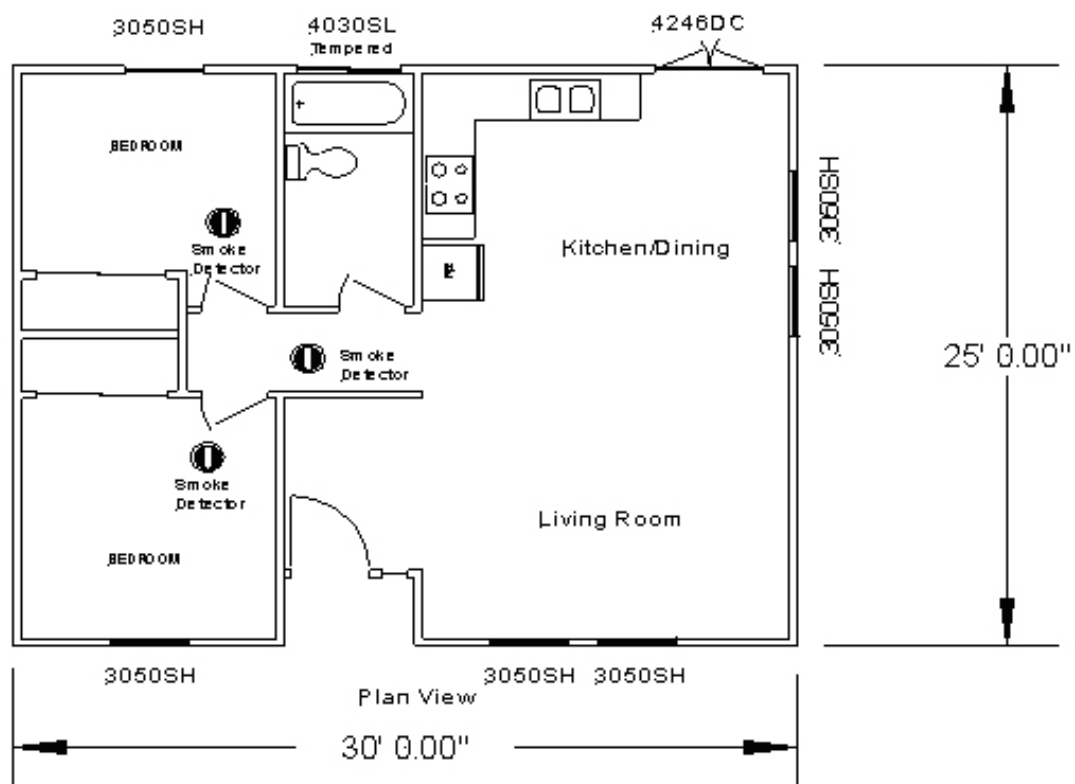 3050SH
4030SL
Tempered
4246DC
BEDROOM
3050SH
Smoke
Detector
Kitchen/Dining
3050SH
Smoke
Detector
25' 0.00"
Smoke
Detector
Living Room
BEDROOM
3050SH
3050SH 3050SH
Plan View
30' 0.00"